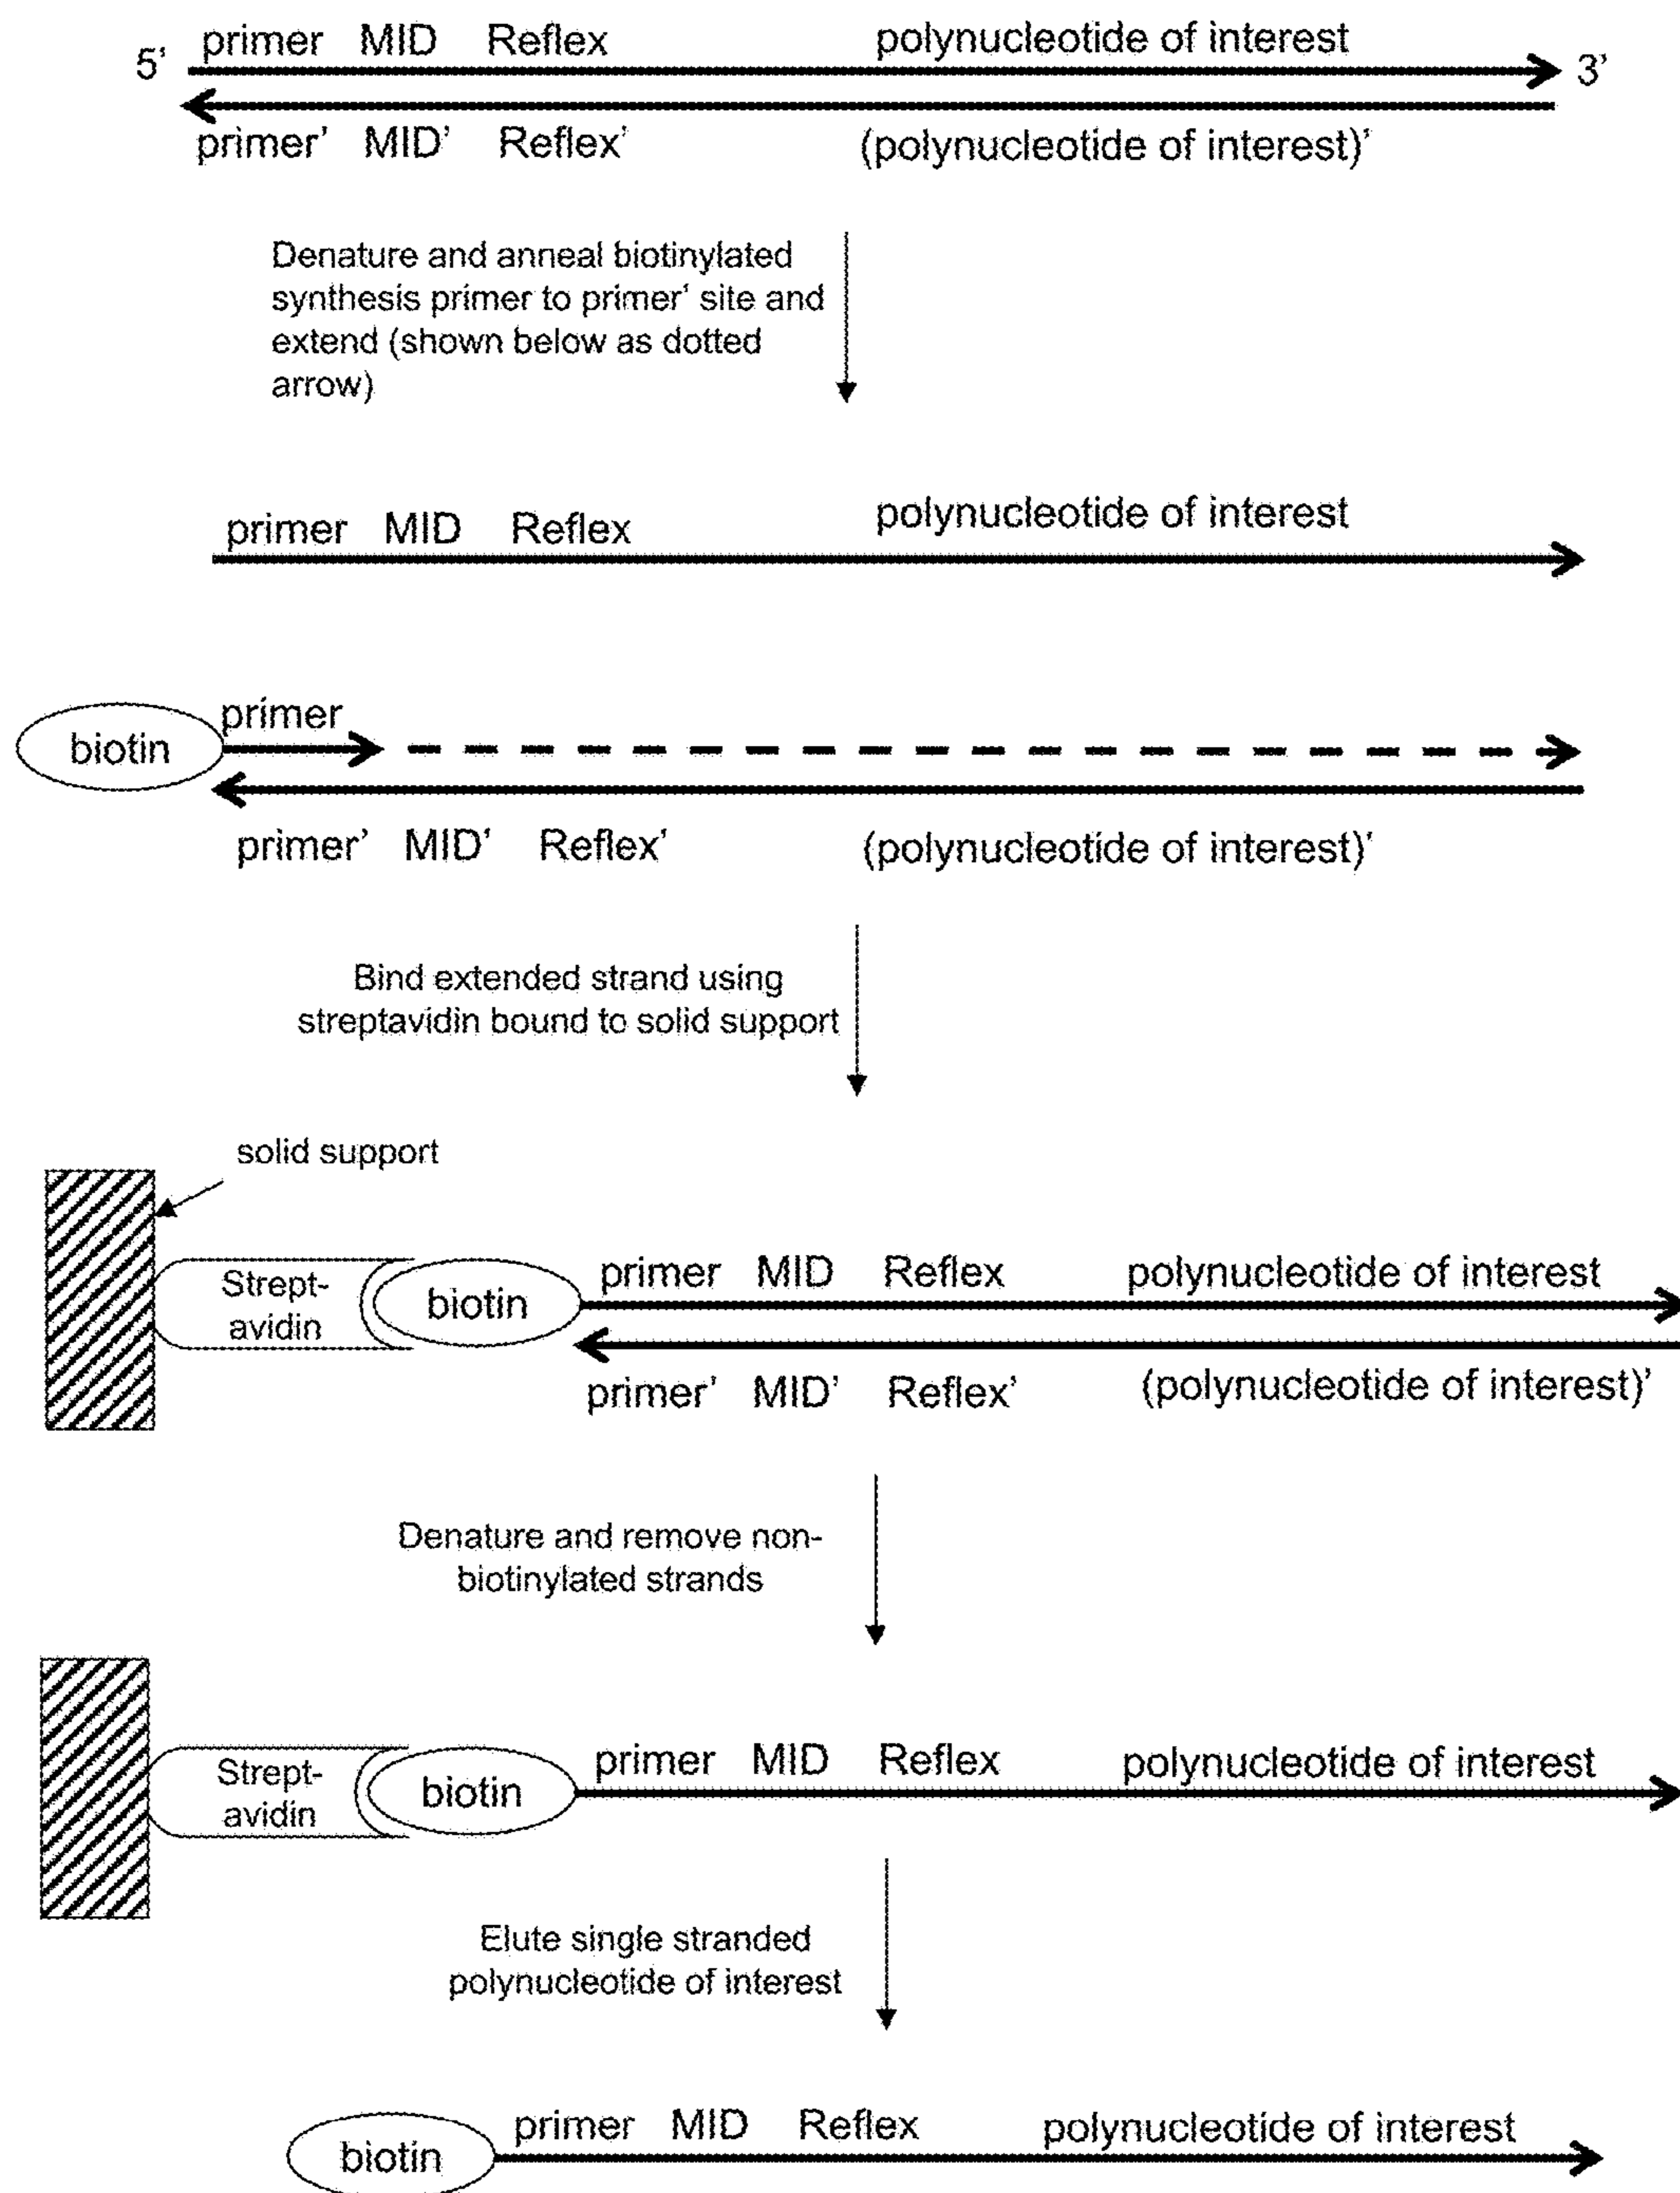 5’ primer MID Reflex polynucleotide of interest 3’
primer’ MID’ Reflex’ (polynucleotide of interest)’
Denature and anneal biotinylated
synthesis primer to primer’ site and
extend (shown below as dotted
arrow)
primer MID Reflex polynucleotide of interest
primer
biotin
primer’ MID’ Reflex’ (polynucleotide of interest)’
Bind extended strand using
streptavidin bound to solid support
solid support
primer MID Reflex polynucleotide of interest
Strept-
avidin
biotin
primer’ MID’ Reflex’ (polynucleotide of interest)’
Denature and remove non-
biotinylated strands
primer MID Reflex polynucleotide of interest
Strept-
avidin
biotin
Elute single stranded
polynucleotide of interest
primer MID Reflex polynucleotide of interest
biotin